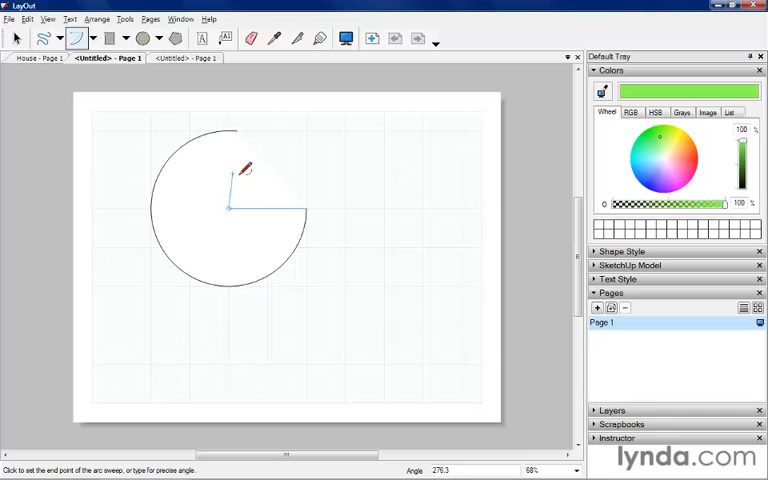 LayOut
File Edit View Text Arrange Tools Pages Window Help
House - Page 1 <Untitled> - Page 1 <Untitled> - Page 1
Default Tray
Colors
Wheel RGB HSB Grays Image List
100 %
100 %
Shape Style
SketchUp Model
Text Style
Pages
Page 1
Layers
Scrapbooks
Instructor
lynda.com
Click to set the end point of the arc sweep, or type for precise angle. Angle 276.3 68%